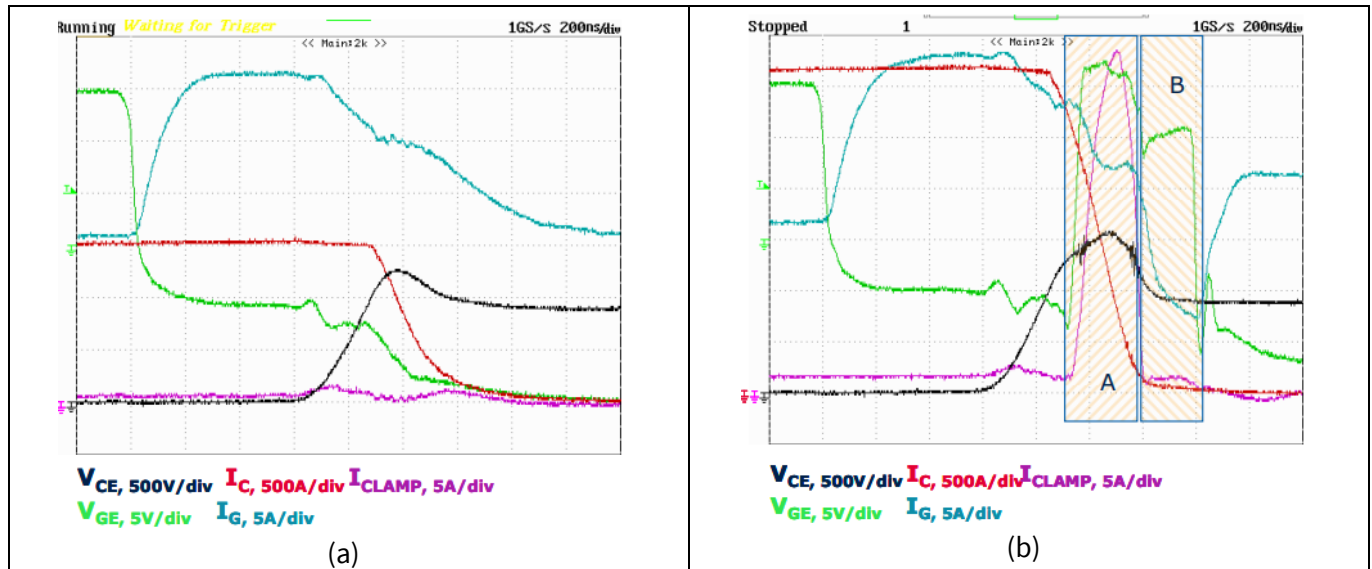 Running Waiting for Trigger 1GS/s 200ns/div
<< Main:2k >>
VCE, 500V/div IC, 500A/div ICLAMP, 5A/div
VGE, 5V/div IG, 5A/div
(a)
Stopped 1 1GS/s 200ns/div
<< Main:2k >>
B
A
VCE, 500V/div IC, 500A/div ICLAMP, 5A/div
VGE, 5V/div IG, 5A/div
(b)